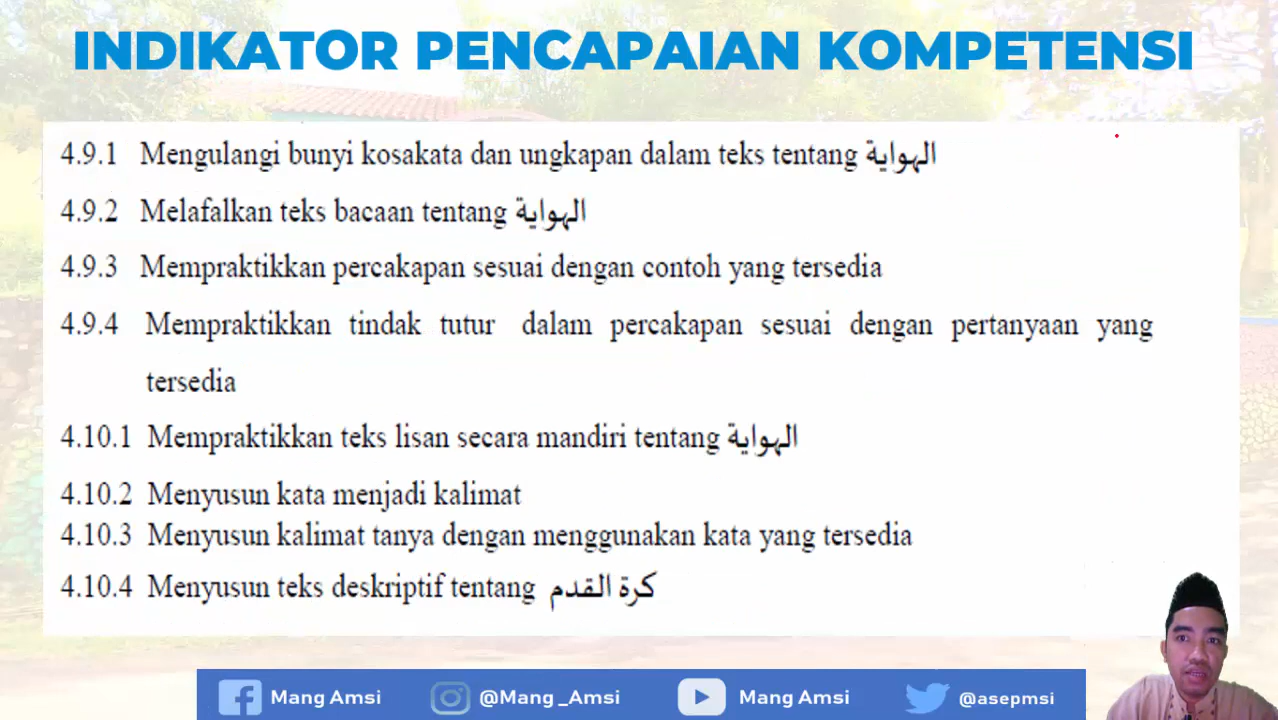 INDIKATOR PENCAPAIAN KOMPETENSI
4.9.1 Mengulangi bunyi kosakata dan ungkapan dalam teks tentang الهواية
4.9.2 Melafalkan teks bacaan tentang الهواية
4.9.3 Mempraktikkan percakapan sesuai dengan contoh yang tersedia
4.9.4 Mempraktikkan tindak tutur dalam percakapan sesuai dengan pertanyaan yang
tersedia
4.10.1 Mempraktikkan teks lisan secara mandiri tentang الهواية
4.10.2 Menyusun kata menjadi kalimat
4.10.3 Menyusun kalimat tanya dengan menggunakan kata yang tersedia
4.10.4 Menyusun teks deskriptif tentang كرة القدم
Mang Amsi @Mang_Amsi Mang Amsi @asepmsi